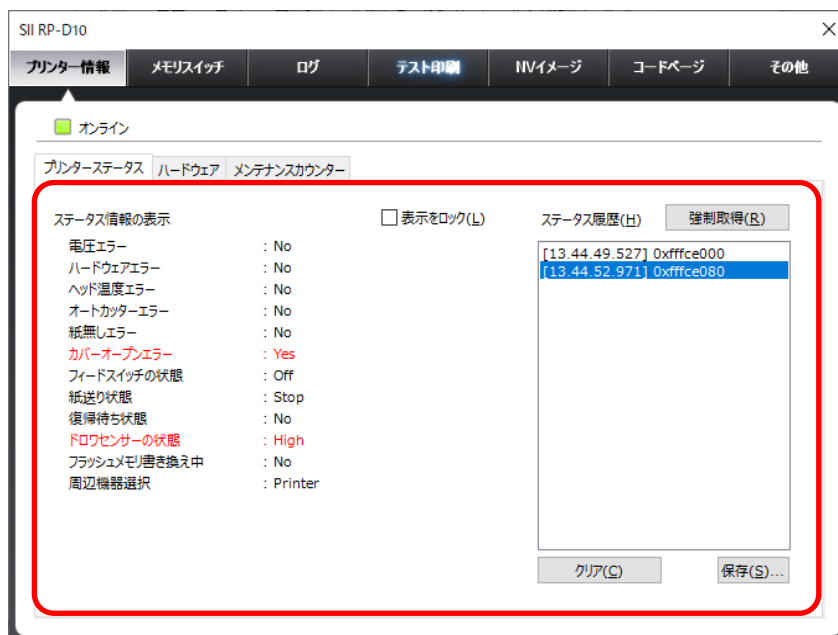 SII RP-D10
プリンター情報 メモリスイッチ ログ テスト印刷 NVイメージ コードページ その他
オンライン
プリンターステータス ハードウェア メンテナンスカウンター
ステータス情報の表示 表示をロック(L) ステータス履歴(H) 強制取得(R)
電圧エラー : No
ハードウェアエラー : No
ヘッド温度エラー : No
オートカッターエラー : No
紙無しエラー : No
カバーオープンエラー : Yes
フィードスイッチの状態 : Off
紙送り状態 : Stop
復帰待ち状態 : No
ドロワセンサーの状態 : High
フラッシュメモリ書き換え中 : No
周辺機器選択 : Printer
[13.44.49.527] 0xfffce000
[13.44.52.971] 0xfffce080
クリア(C) 保存(S)...